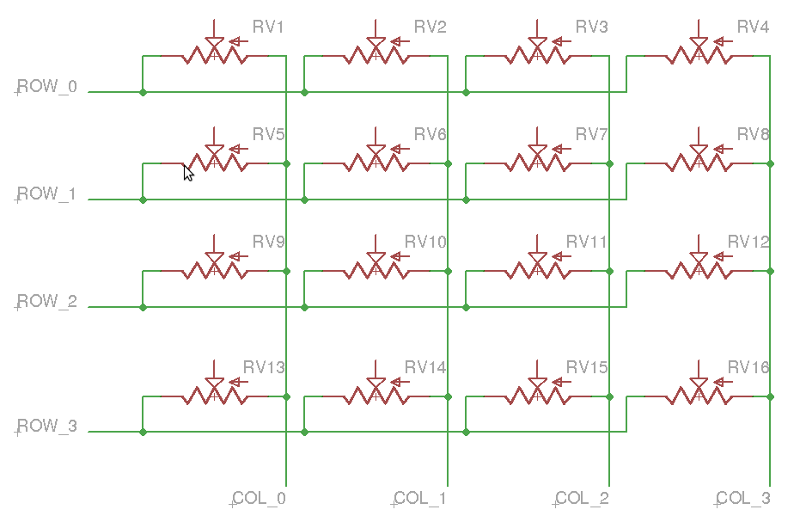 RV1 RV2 RV3 RV4
ROW_0
RV5 RV6 RV7 RV8
ROW_1
RV9 RV10 RV11 RV12
ROW_2
RV13 RV14 RV15 RV16
ROW_3
COL_0 COL_1 COL_2 COL_3